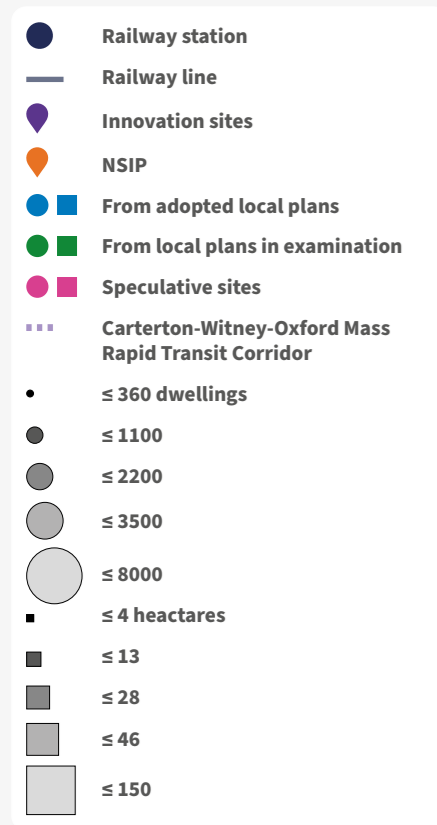 Railway station
Railway line
Innovation sites
NSIP
From adopted local plans
From local plans in examination
Speculative sites
Carterton-Witney-Oxford Mass
Rapid Transit Corridor
≤ 360 dwellings
≤ 1100
≤ 2200
≤ 3500
≤ 8000
≤ 4 heactares
≤ 13
≤ 28
≤ 46
≤ 150